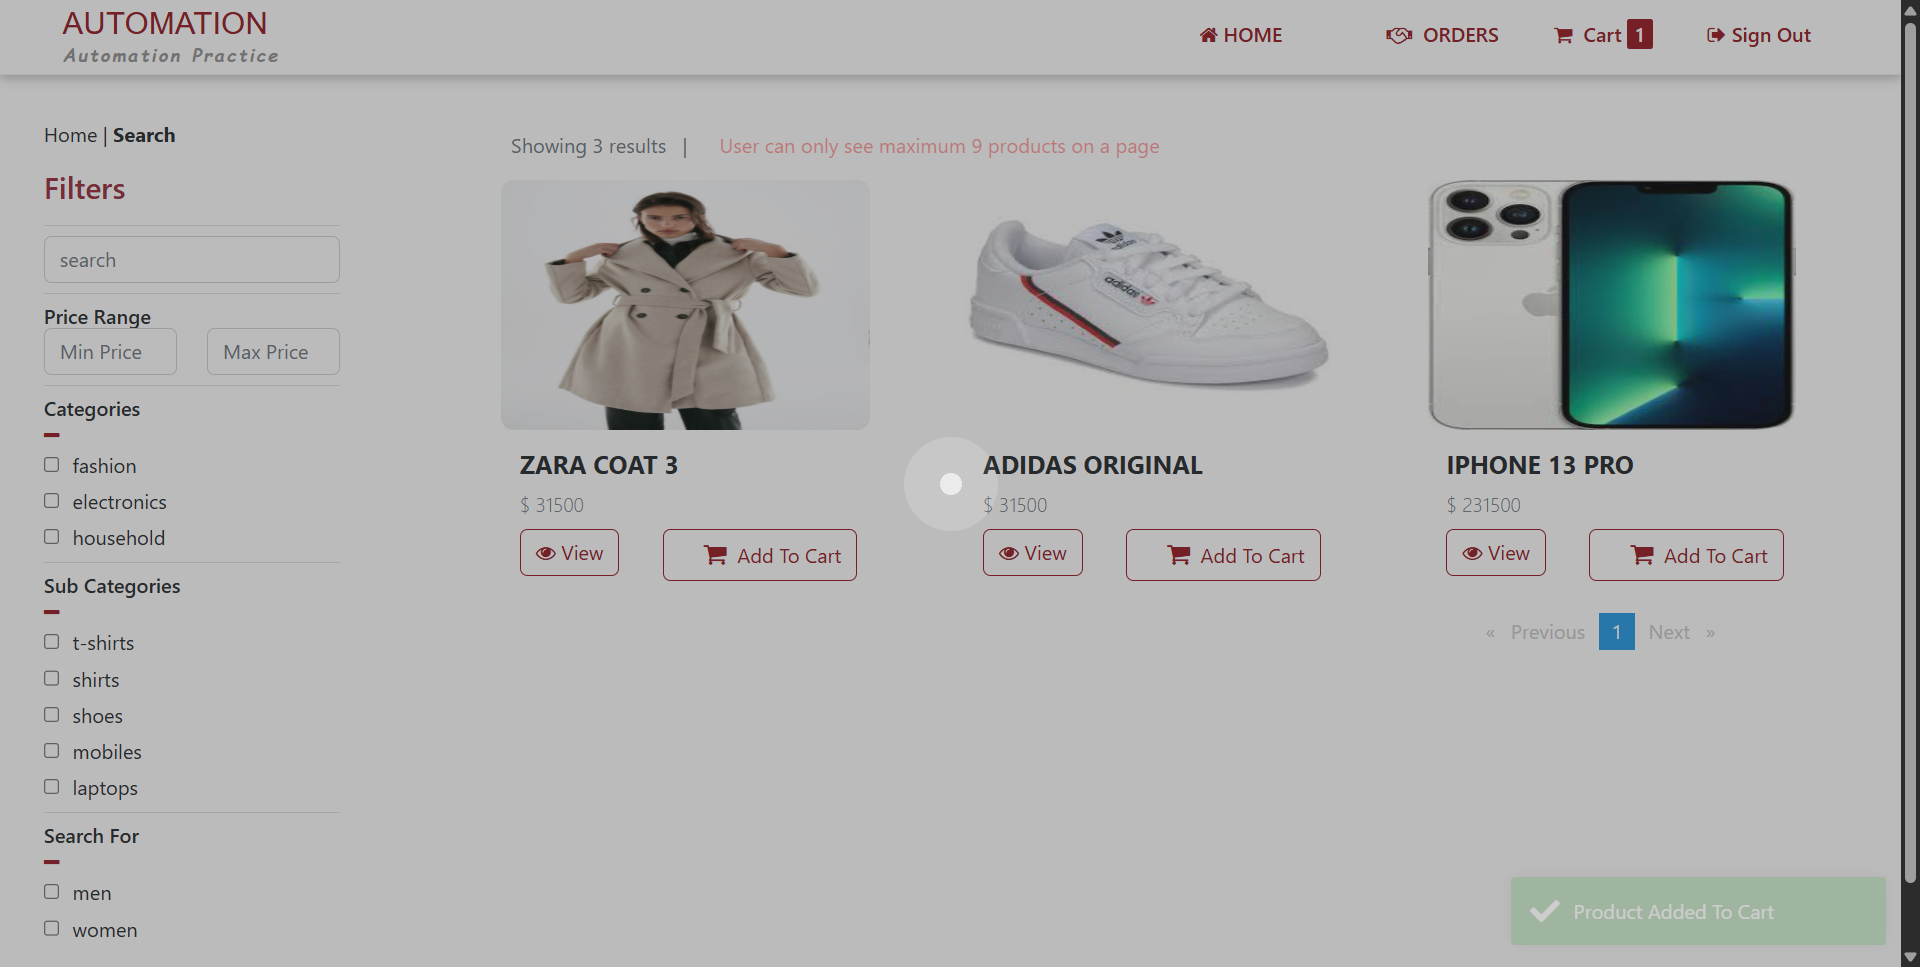 AUTOMATION
Automation Practice
HOME
ORDERS
Cart 1
Sign Out
Home | Search
Filters
search
Price Range
Min Price
Max Price
Categories
fashion
electronics
household
Sub Categories
t-shirts
shirts
shoes
mobiles
laptops
Search For
men
women
Showing 3 results |
User can only see maximum 9 products on a page
ZARA COAT 3
$ 31500
View
Add To Cart
adidas
adidas
ADIDAS ORIGINAL
$ 31500
View
Add To Cart
IPHONE 13 PRO
$ 231500
View
Add To Cart
« Previous 1 Next »
Product Added To Cart